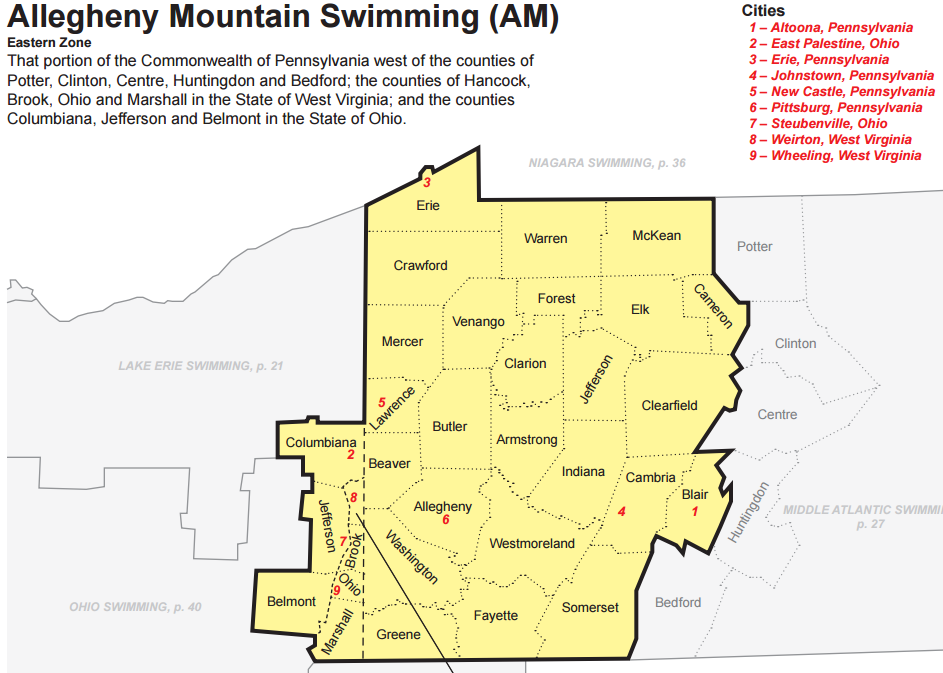 Allegheny Mountain Swimming (AM)
Eastern Zone
That portion of the Commonwealth of Pennsylvania west of the counties of
Potter, Clinton, Centre, Huntingdon and Bedford; the counties of Hancock,
Brook, Ohio and Marshall in the State of West Virginia; and the counties
Columbiana, Jefferson and Belmont in the State of Ohio.
Cities
1 – Altoona, Pennsylvania
2 – East Palestine, Ohio
3 – Erie, Pennsylvania
4 – Johnstown, Pennsylvania
5 – New Castle, Pennsylvania
6 – Pittsburg, Pennsylvania
7 – Steubenville, Ohio
8 – Weirton, West Virginia
9 – Wheeling, West Virginia
NIAGARA SWIMMING, p. 36
3
Erie
Warren
McKean
Potter
Crawford
Forest
Elk
Cameron
Venango
Mercer
Clinton
LAKE ERIE SWIMMING, p. 21
Clarion
Jefferson
5
Lawrence
Clearfield
Centre
Butler
Armstrong
Columbiana
2
Beaver
Indiana
Cambria
Blair
8
Allegheny
6
4
1
Huntingdon
MIDDLE ATLANTIC SWIMMI
p. 27
Jefferson
7
Brook
Washington
Westmoreland
Ohio
9
Belmont
OHIO SWIMMING, p. 40
Bedford
Somerset
Fayette
Marshall
Greene